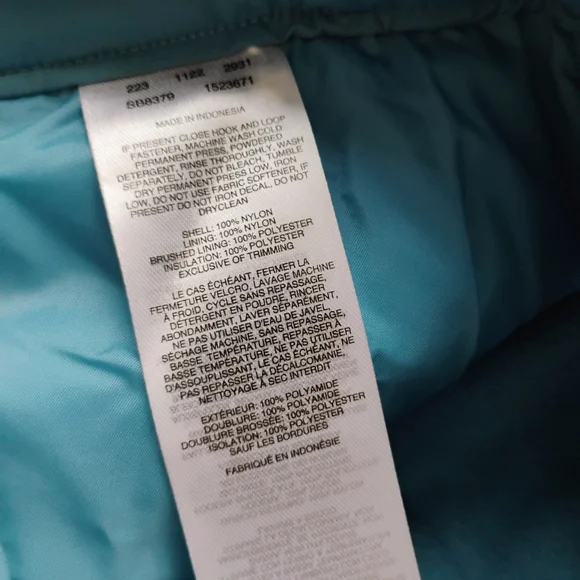 223 1122 2931
SB8379 1523671
MADE IN INDONESIA
IF PRESENT CLOSE HOOK AND LOOP
FASTENER, MACHINE WASH COLD
PERMANENT PRESS, POWDERED
DETERGENT, RINSE THOROUGHLY, WASH
SEPARATELY, DO NOT BLEACH, TUMBLE
DRY PERMANENT PRESS LOW, IRON
LOW, DO NOT USE FABRIC SOFTENER, IF
PRESENT DO NOT IRON DECAL, DO NOT
DRYCLEAN
SHELL: 100% NYLON
LINING: 100% NYLON
BRUSHED LINING: 100% POLYESTER
INSULATION: 100% POLYESTER
EXCLUSIVE OF TRIMMING
LE CAS ÉCHÉANT, FERMER LA
FERMETURE VELCRO, LAVAGE MACHINE
À FROID, CYCLE SANS REPASSAGE,
DETERGENT EN POUDRE, RINCER
ABONDAMMENT, LAVER SÉPARÉMENT,
NE PAS UTILISER D'EAU DE JAVEL,
SÉCHAGE MACHINE, SANS REPASSAGE,
BASSE TEMPÉRATURE, REPASSER À
BASSE TEMPÉRATURE, NE PAS UTILISER
D'ASSOUPLISSANT, LE CAS ÉCHÉANT, NE
PAS REPASSER LA DÉCALCOMANIE,
NETTOYAGE À SEC INTERDIT
EXTÉRIEUR: 100% POLYAMIDE
DOUBLURE: 100% POLYAMIDE
DOUBLURE BROSSÉE: 100% POLYESTER
ISOLATION: 100% POLYESTER
SAUF LES BORDURES
FABRIQUÉ EN INDONÉSIE